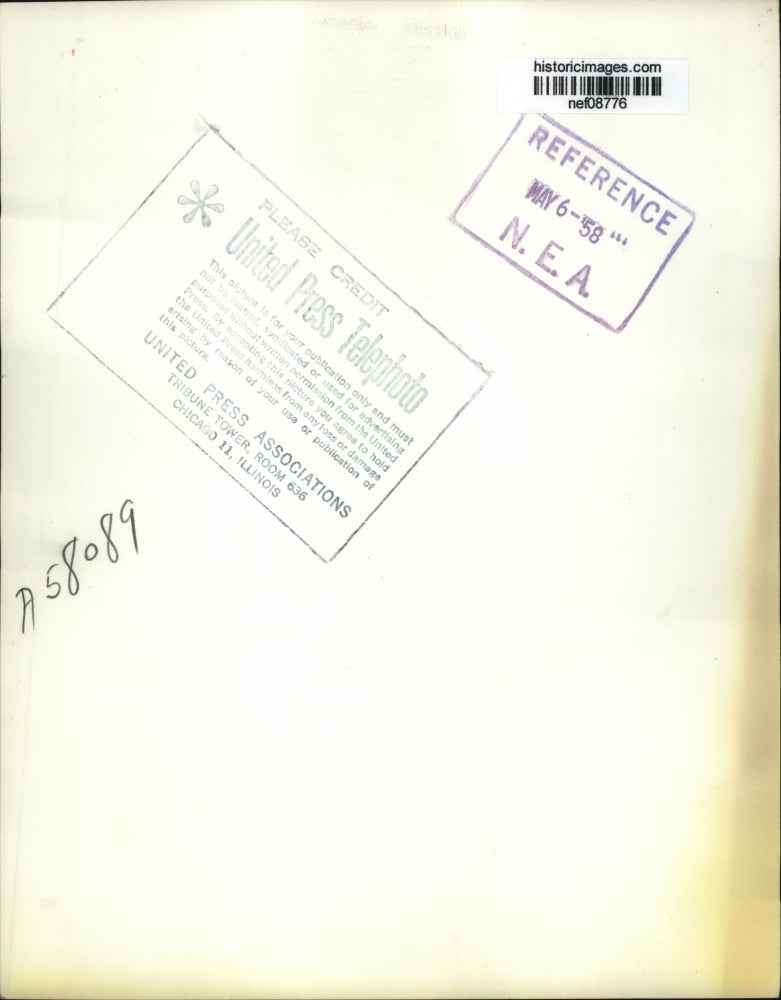 historicimages.com
nef08776
REFERENCE
MAY 6-'58
N. E. A.
PLEASE CREDIT
United Press Telephoto
This picture is for your publication only and must
not be loaned, syndicated or used for advertising
purposes without written permission from the United
Press. By accepting this picture you agree to hold
the United Press harmless from any loss or damage
arising by reason of your use or publication of
this picture.
UNITED PRESS ASSOCIATIONS
TRIBUNE TOWER, ROOM 636
CHICAGO 11, ILLINOIS
A58089